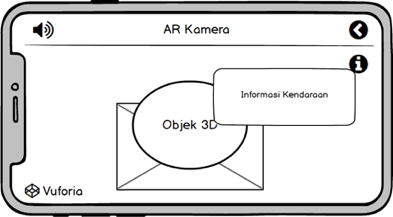 AR Kamera
Informasi Kendaraan
Objek 3D
Vuforia